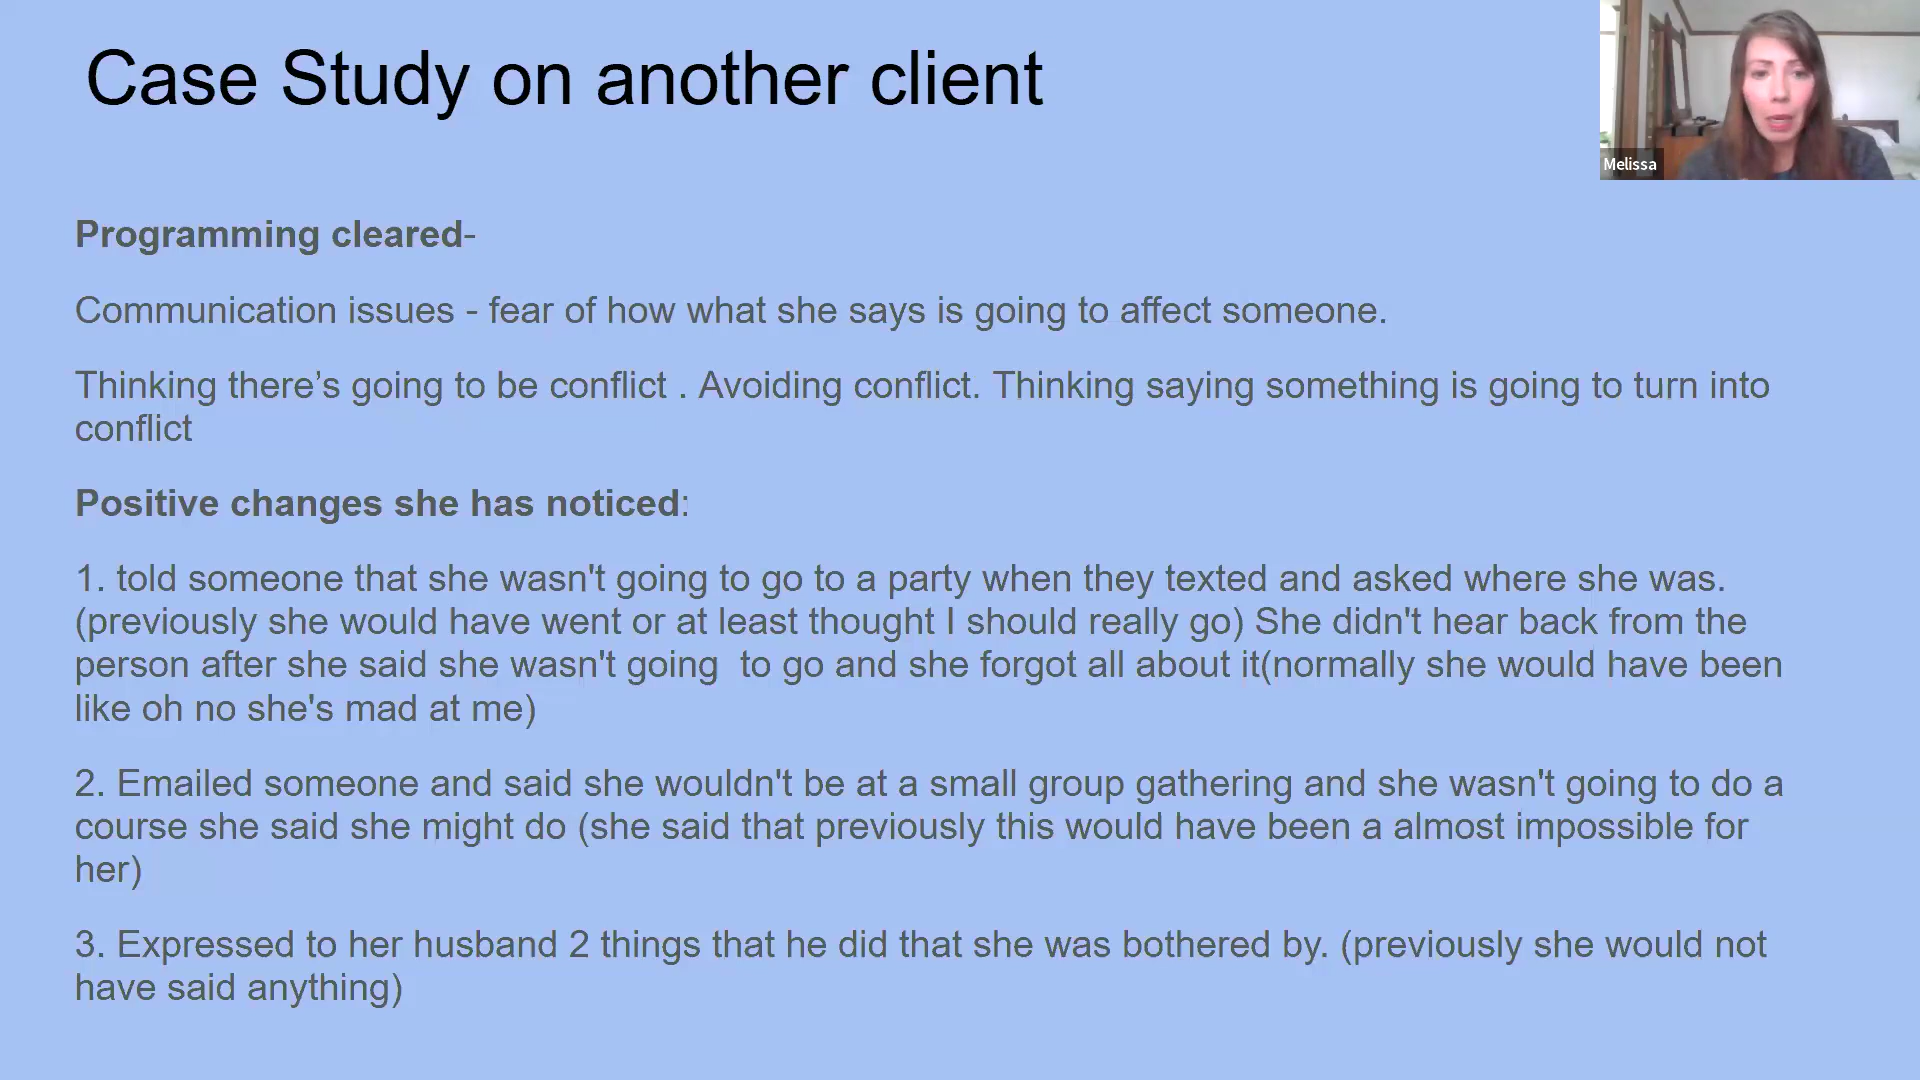 Case Study on another client
Melissa
Programming cleared-
Communication issues - fear of how what she says is going to affect someone.
Thinking there’s going to be conflict . Avoiding conflict. Thinking saying something is going to turn into
conflict
Positive changes she has noticed:
1. told someone that she wasn't going to go to a party when they texted and asked where she was.
(previously she would have went or at least thought I should really go) She didn't hear back from the
person after she said she wasn't going  to go and she forgot all about it(normally she would have been
like oh no she's mad at me)
2. Emailed someone and said she wouldn't be at a small group gathering and she wasn't going to do a
course she said she might do (she said that previously this would have been a almost impossible for
her)
3. Expressed to her husband 2 things that he did that she was bothered by. (previously she would not
have said anything)